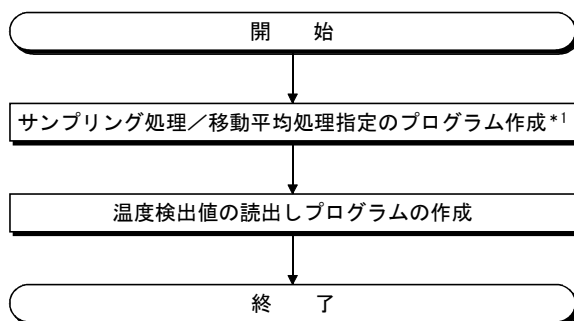 開　始
サンプリング処理／移動平均処理指定のプログラム作成*1
温度検出値の読出しプログラムの作成
終　了